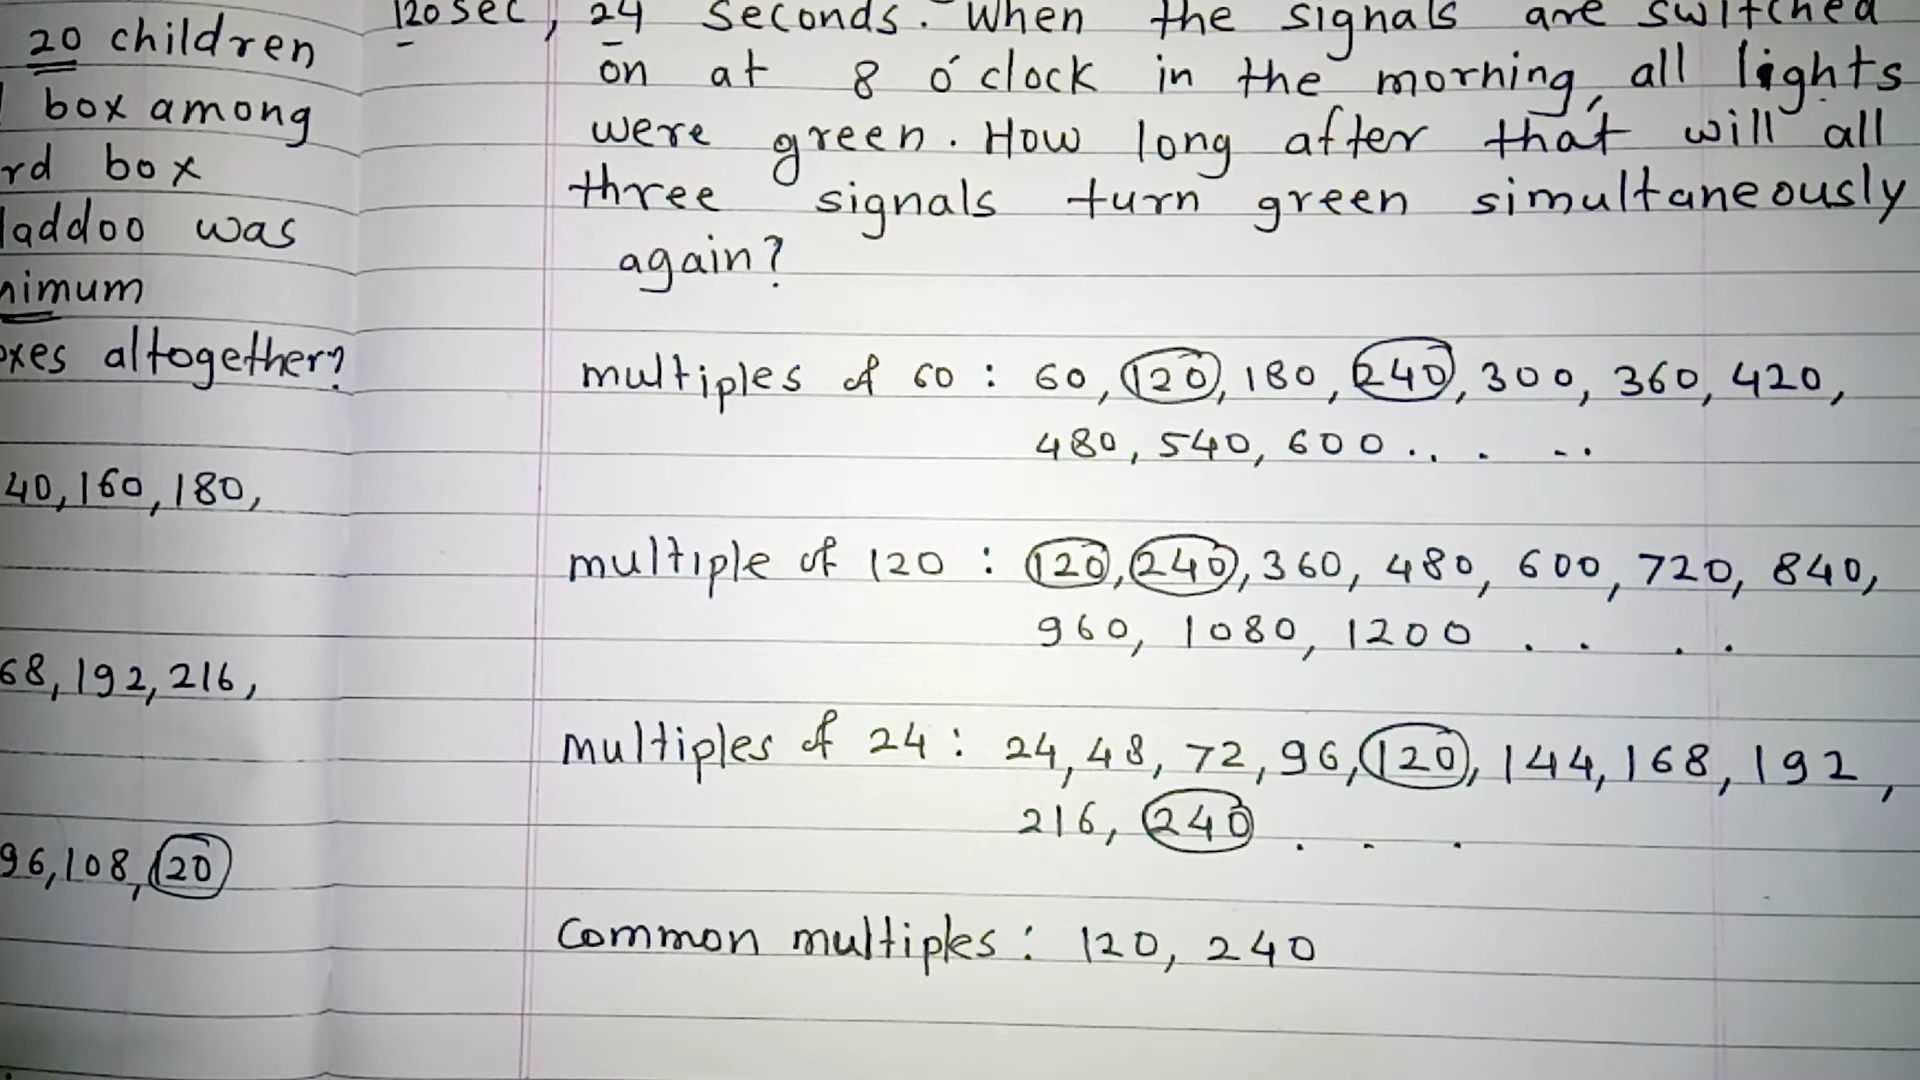 20 children
box among
rd box
laddoo was
nimum
oxes altogether?
40, 160, 180,
68, 192, 216,
96, 108, 120
120 sec, 24 seconds. When the signals are switched
on at 8 o'clock in the morning, all lights
were green. How long after that will all
three signals turn green simultaneously
again?
multiples of 60 : 60, 120, 180, 240, 300, 360, 420,
480, 540, 600 .. . ..
multiple of 120 : 120, 240, 360, 480, 600, 720, 840,
960, 1080, 1200 . . . .
multiples of 24 : 24, 48, 72, 96, 120, 144, 168, 192,
216, 240 . . .
common multiples : 120, 240